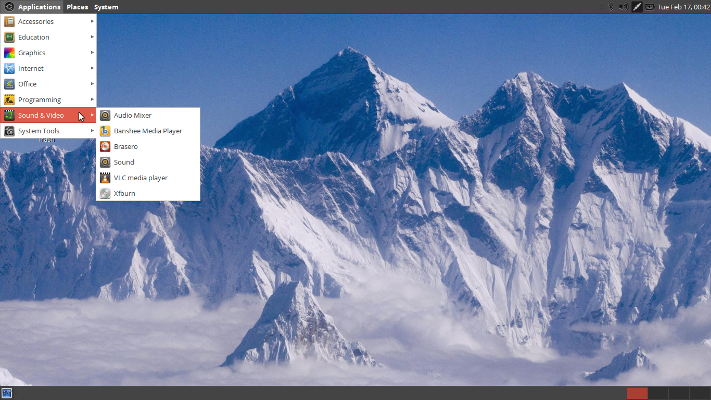 Applications Places System
Tue Feb 17, 00:42
Accessories
Education
Graphics
Internet
Office
Programming
Sound & Video
System Tools
Audio Mixer
Banshee Media Player
Brasero
Sound
VLC media player
Xfburn